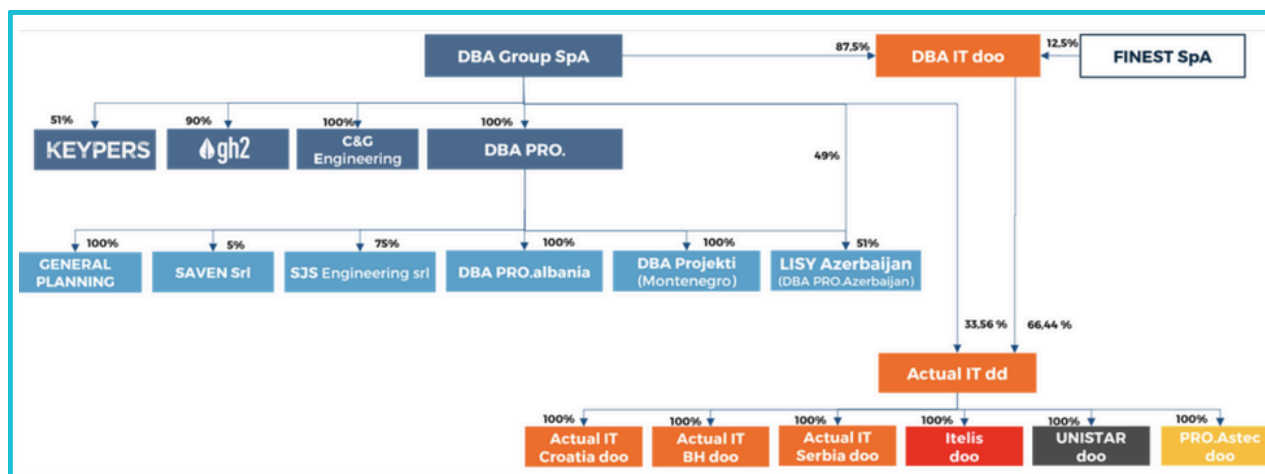 DBA Group SpA
87,5%
DBA IT doo
12,5%
FINEST SpA
51%
90%
100%
100%
KEYPERS
gh2
C&G
Engineering
DBA PRO.
49%
100%
5%
75%
100%
100%
51%
GENERAL
PLANNING
SAVEN Srl
SJS Engineering srl
DBA PRO.albania
DBA Projekti
(Montenegro)
LISY Azerbaijan
(DBA PRO.Azerbaijan)
33,56 %
66,44 %
Actual IT dd
100%
100%
100%
100%
100%
100%
Actual IT
Croatia doo
Actual IT
BH doo
Actual IT
Serbia doo
Itelis
doo
UNISTAR
doo
PRO.Astec
doo